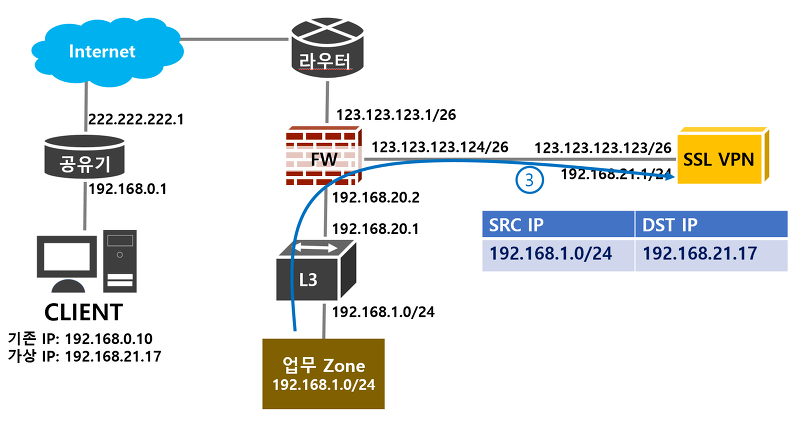 Internet
라우터
222.222.222.1
123.123.123.1/26
공유기
FW
123.123.123.124/26
123.123.123.123/26
SSL VPN
192.168.0.1
③
192.168.21.1/24
192.168.20.2
192.168.20.1
SRC IP
DST IP
192.168.1.0/24
192.168.21.17
L3
CLIENT
192.168.1.0/24
기존 IP: 192.168.0.10
가상 IP: 192.168.21.17
업무 Zone
192.168.1.0/24